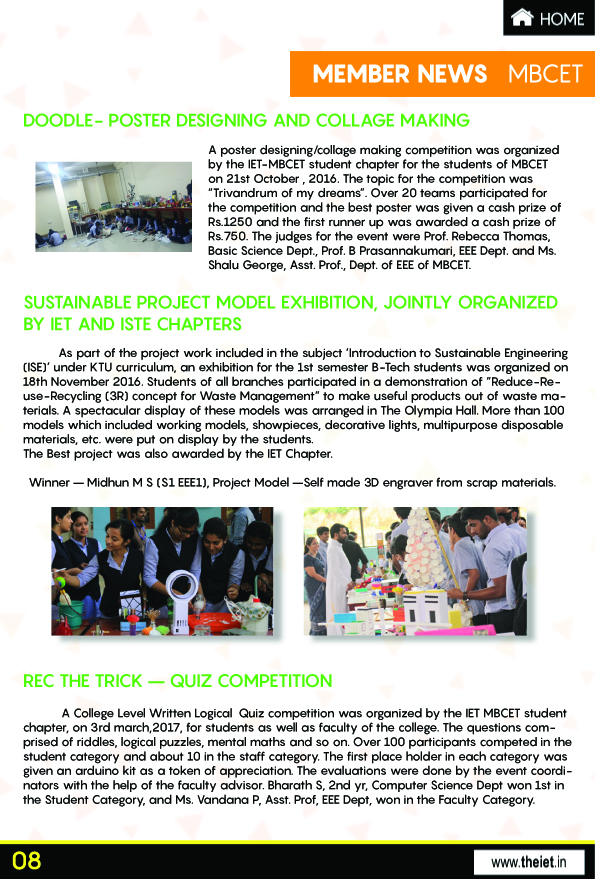 HOME
MEMBER NEWS MBCET
DOODLE- POSTER DESIGNING AND COLLAGE MAKING
A poster designing/collage making competition was organized
by the IET-MBCET student chapter for the students of MBCET
on 21st October , 2016. The topic for the competition was
"Trivandrum of my dreams". Over 20 teams participated for
the competition and the best poster was given a cash prize of
Rs.1250 and the first runner up was awarded a cash prize of
Rs.750. The judges for the event were Prof. Rebecca Thomas,
Basic Science Dept., Prof. B Prasannakumari, EEE Dept. and Ms.
Shalu George, Asst. Prof., Dept. of EEE of MBCET.
SUSTAINABLE PROJECT MODEL EXHIBITION, JOINTLY ORGANIZED
BY IET AND ISTE CHAPTERS
As part of the project work included in the subject 'Introduction to Sustainable Engineering
(ISE)' under KTU curriculum, an exhibition for the 1st semester B-Tech students was organized on
18th November 2016. Students of all branches participated in a demonstration of "Reduce-Re-
use-Recycling (3R) concept for Waste Management" to make useful products out of waste ma-
terials. A spectacular display of these models was arranged in The Olympia Hall. More than 100
models which included working models, showpieces, decorative lights, multipurpose disposable
materials, etc. were put on display by the students.
The Best project was also awarded by the IET Chapter.
Winner – Midhun M S (S1 EEE1), Project Model –Self made 3D engraver from scrap materials.
REC THE TRICK – QUIZ COMPETITION
A College Level Written Logical Quiz competition was organized by the IET MBCET student
chapter, on 3rd march,2017, for students as well as faculty of the college. The questions com-
prised of riddles, logical puzzles, mental maths and so on. Over 100 participants competed in the
student category and about 10 in the staff category. The first place holder in each category was
given an arduino kit as a token of appreciation. The evaluations were done by the event coordi-
nators with the help of the faculty advisor. Bharath S, 2nd yr, Computer Science Dept won 1st in
the Student Category, and Ms. Vandana P, Asst. Prof, EEE Dept, won in the Faculty Category.
08
www.theiet.in